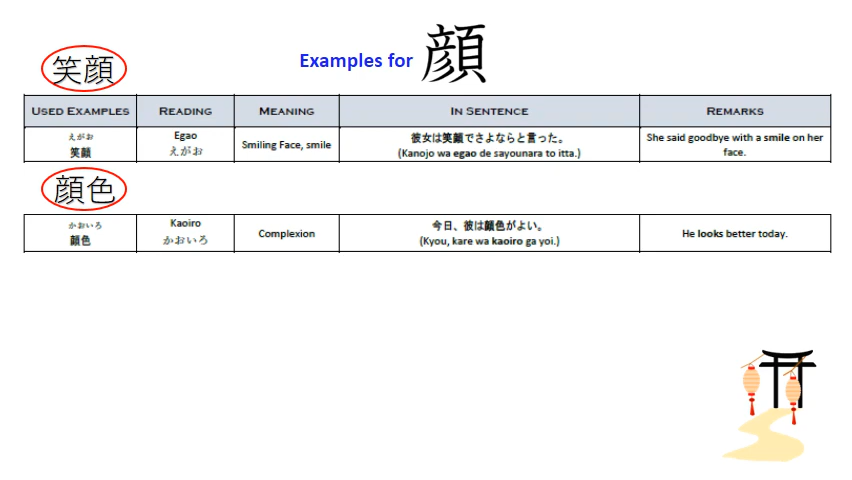 Examples for 顔
笑顔
USED EXAMPLES READING MEANING IN SENTENCE REMARKS
えがお
笑顔
Egao
えがお
Smiling Face, smile
彼女は笑顔でさよならと言った。
(Kanojo wa egao de sayounara to itta.)
She said goodbye with a smile on her
face.
顔色
かおいろ
顔色
Kaoiro
かおいろ
Complexion
今日、彼は顔色がよい。
(Kyou, kare wa kaoiro ga yoi.)
He looks better today.